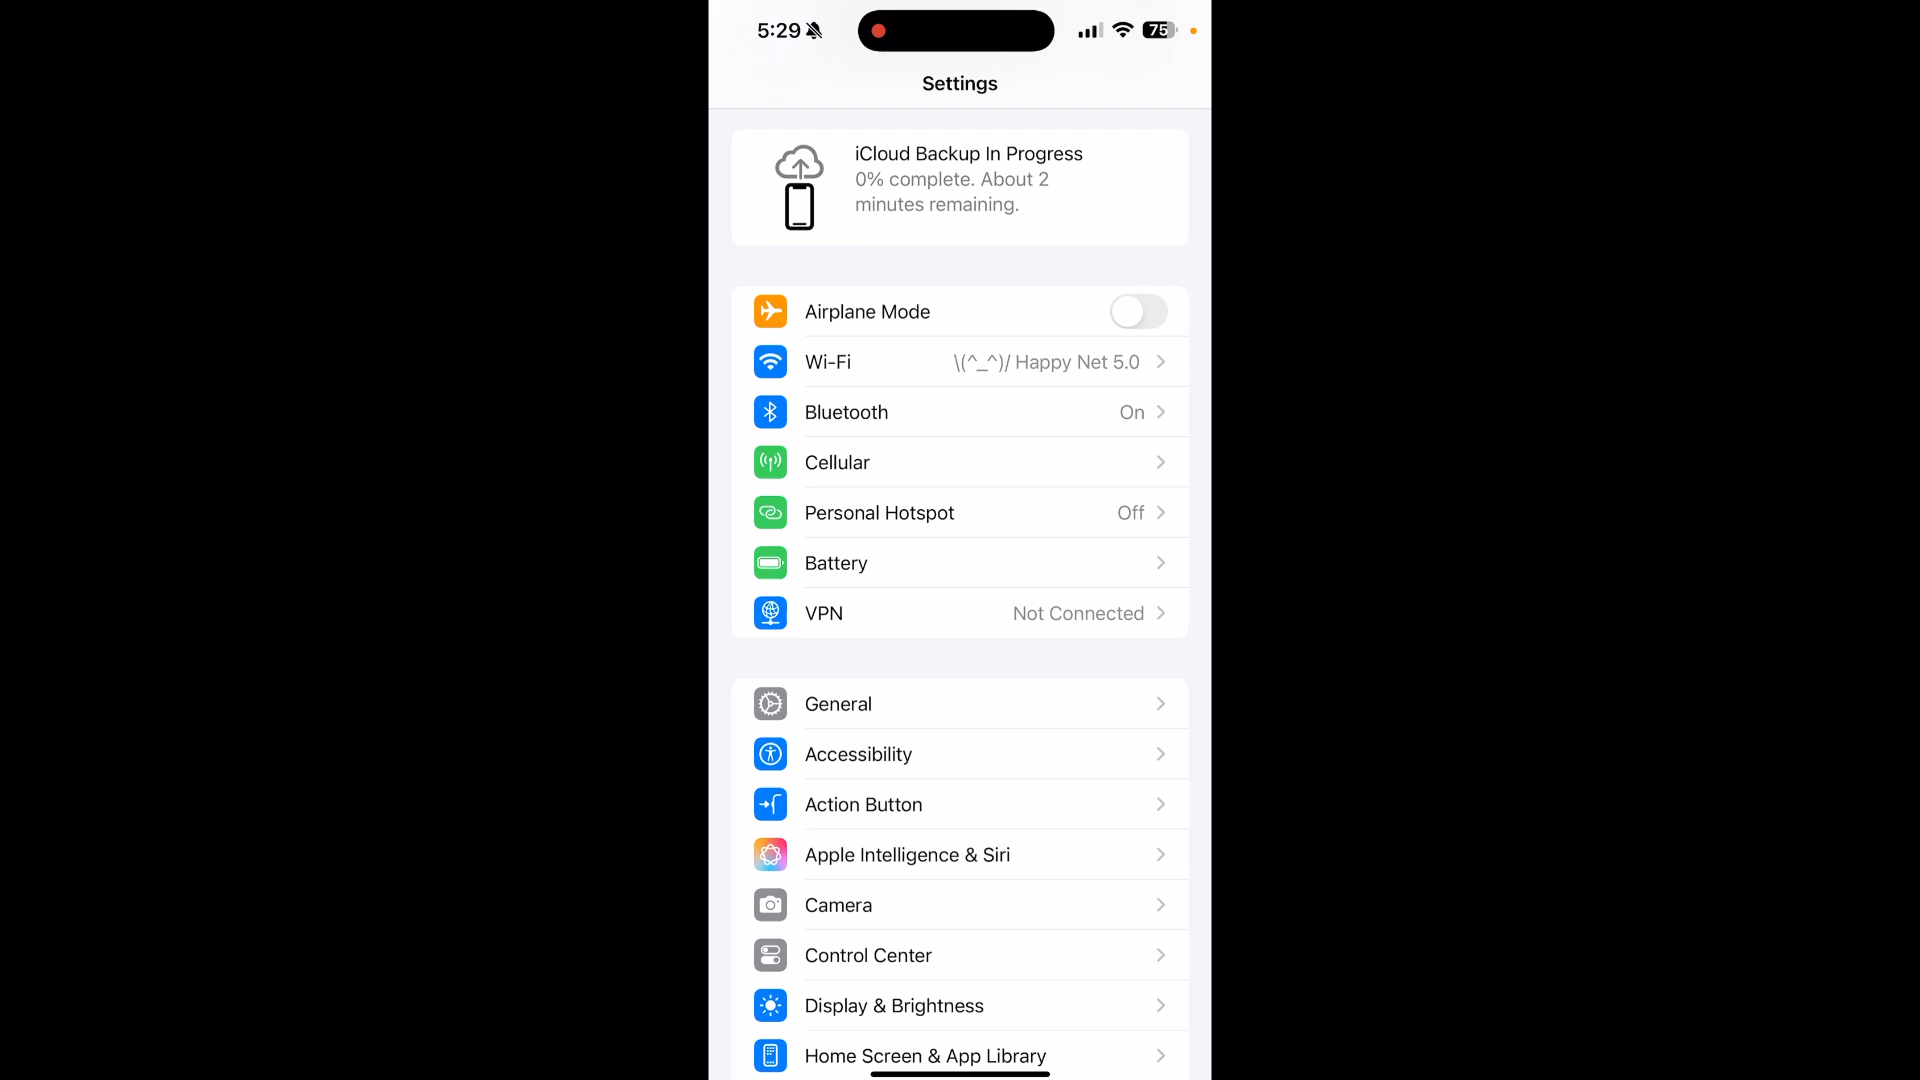 5:29
75
Settings
iCloud Backup In Progress
0% complete. About 2
minutes remaining.
Airplane Mode
Wi-Fi \(^_^)/ Happy Net 5.0
Bluetooth On
Cellular
Personal Hotspot Off
Battery
VPN Not Connected
General
Accessibility
Action Button
Apple Intelligence & Siri
Camera
Control Center
Display & Brightness
Home Screen & App Library